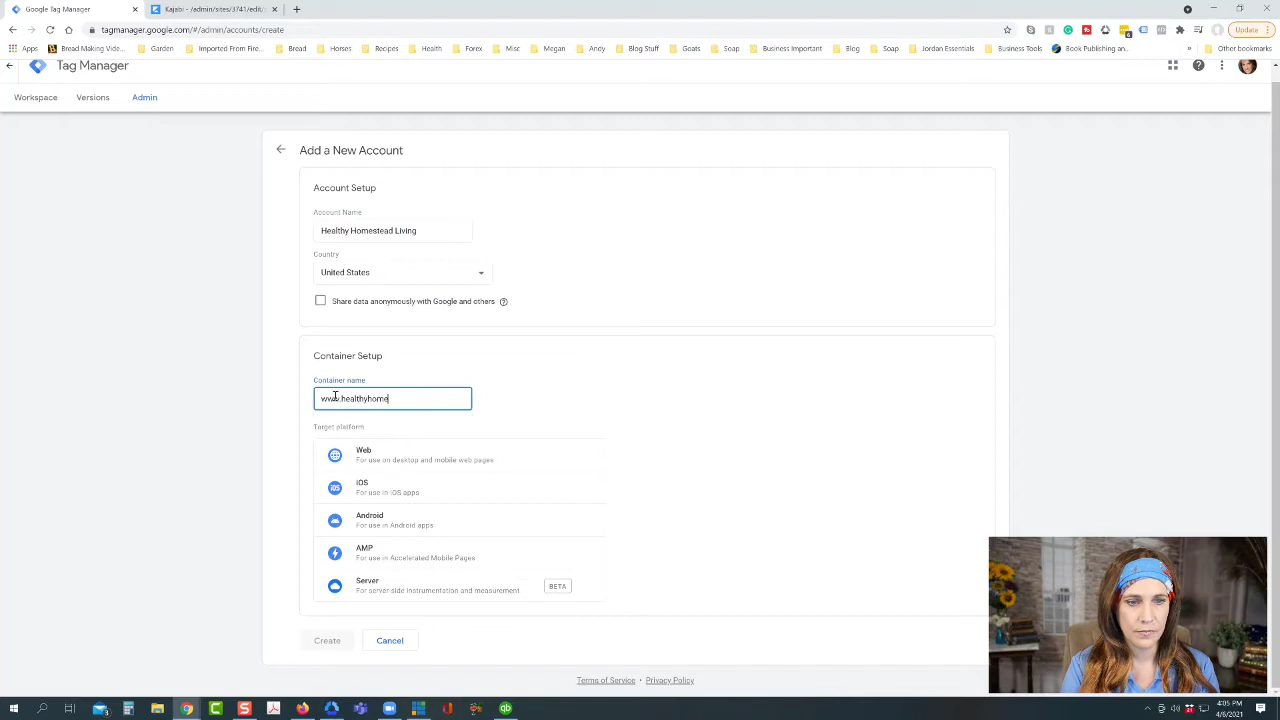 Google Tag Manager
Kajabi - /admin/sites/3741/edit/
tagmanager.google.com/#/admin/accounts/create
Update
Apps Bread Making Vide... Garden Imported From Fire... Bread Horses Recipes Health Forex Misc Megan Andy Blog Stuff Goats Soap Business Important Blog Soap Jordan Essentials Business Tools Book Publishing an... » Other bookmarks
Tag Manager
Workspace Versions Admin
Add a New Account
Account Setup
Account Name
Healthy Homestead Living
Country
United States
Share data anonymously with Google and others
Container Setup
Container name
www.healthyhome
Target platform
Web
For use on desktop and mobile web pages
iOS
iOS
For use in iOS apps
Android
For use in Android apps
AMP
For use in Accelerated Mobile Pages
Server
For server-side instrumentation and measurement
BETA
Create Cancel
Terms of Service · Privacy Policy
4:05 PM
4/6/2021